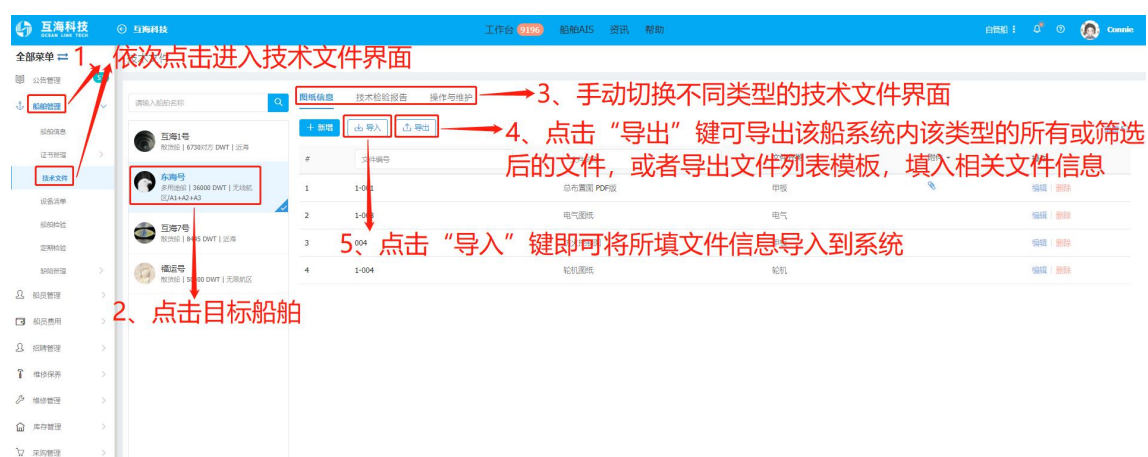 互海科技
OCEAN LINK TECH
互海科技
工作台 9196 船舶AIS 资讯 帮助
自管船
Connie
全部菜单
1、依次点击进入技术文件界面
公告管理
船舶管理
船舶信息
证书管理
技术文件
设备清单
船舶检验
定期检验
船员管理
船员费用
招聘管理
维修保养
维修管理
库存管理
采购管理
请输入船舶名称
互海1号
散货船 | 6738对方 DWT | 近海
东海号
多用途船 | 36000 DWT | 无线航区/A1+A2+A3
互海7号
散货船 | 8495 DWT | 近海
福运号
DWT | 无限航区
2、点击目标船舶
图纸信息 技术检验报告 操作与维护
3、手动切换不同类型的技术文件界面
+ 新增 导入 导出
4、点击“导出”键可导出该船系统内该类型的所有或筛选
后的文件，或者导出文件列表模板，填入相关文件信息
# 文件编号 附件
1 1-001 总布置图 PDF版 甲板 编辑 | 删除
2 电气图纸 电气 编辑 | 删除
3 004 编辑 | 删除
5、点击“导入”键即可将所填文件信息导入到系统
4 1-004 轮机图纸 轮机 编辑 | 删除